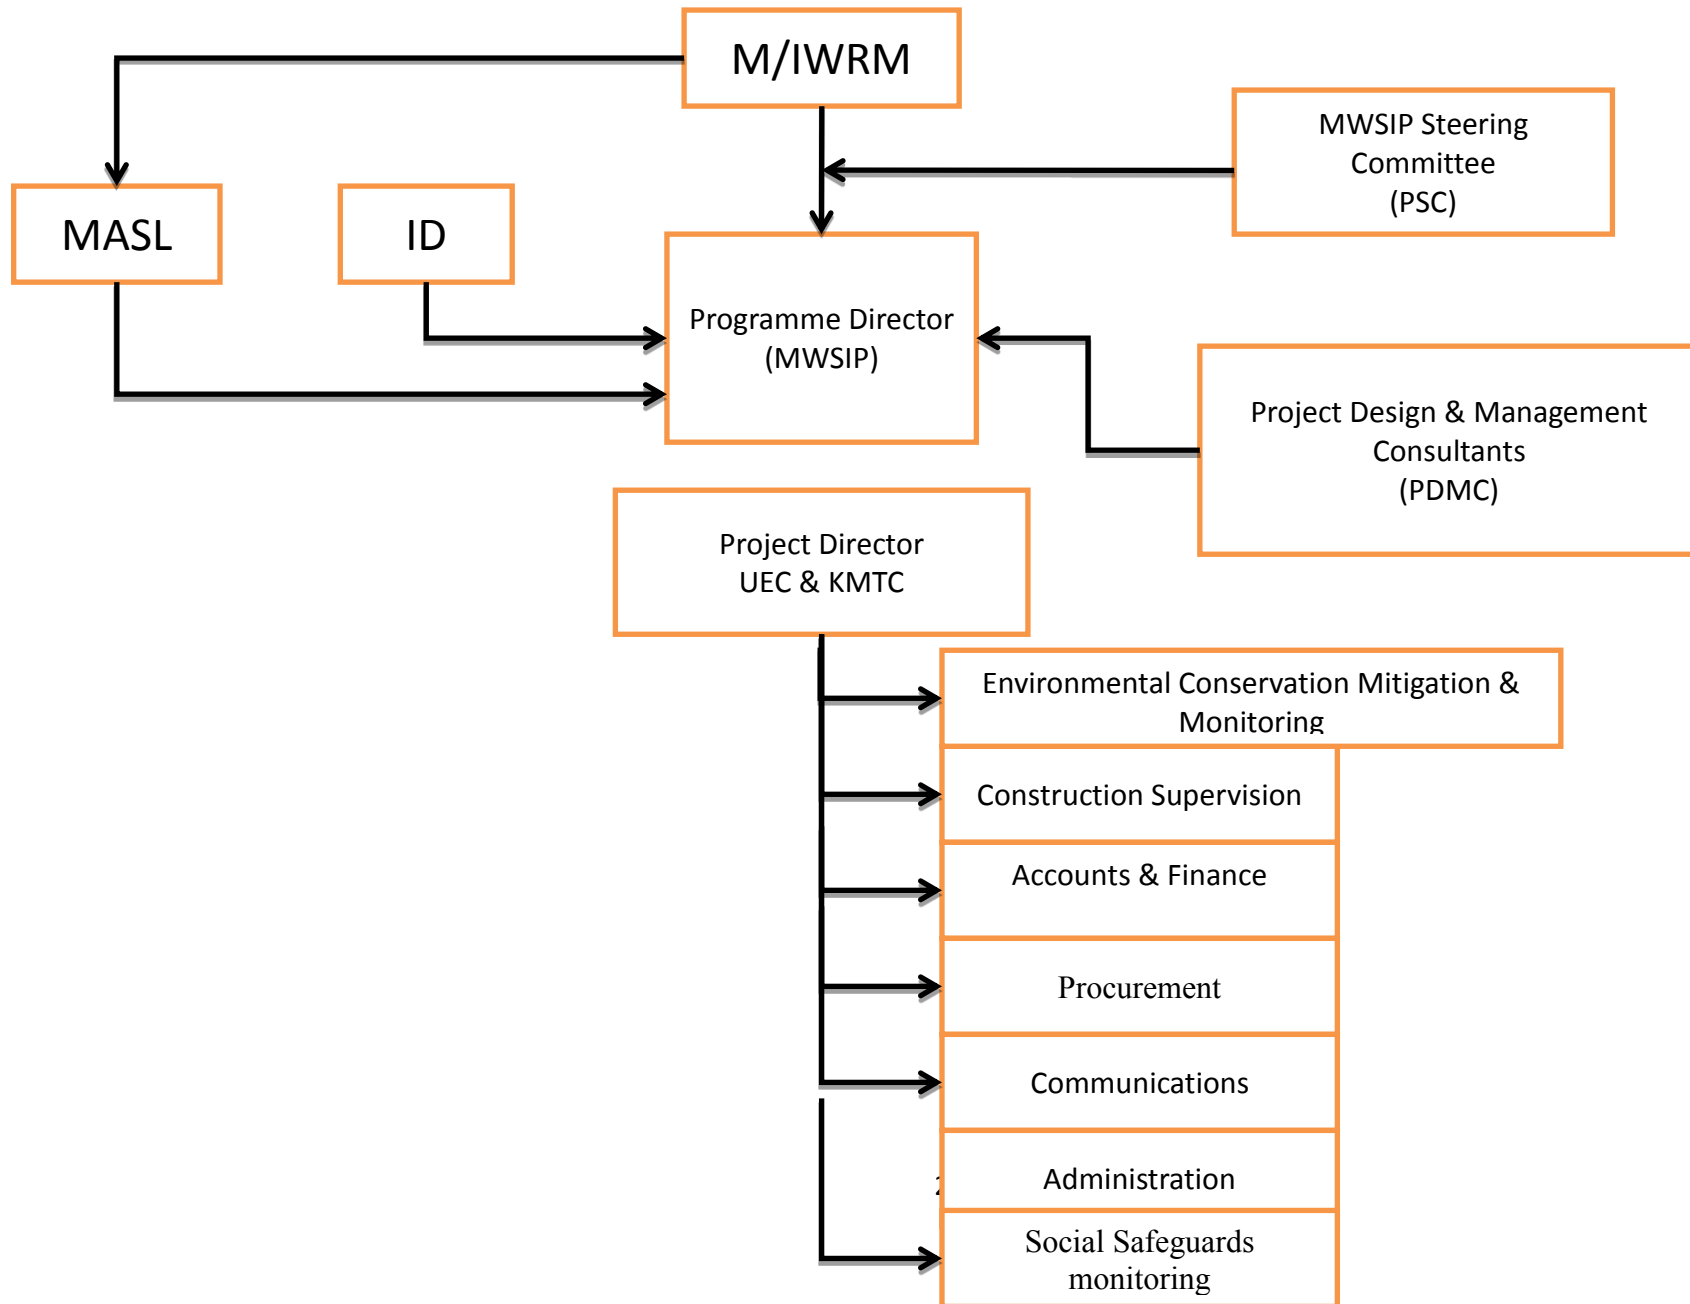 M/IWRM
MWSIP Steering
Committee
(PSC)
MASL
ID
Programme Director
(MWSIP)
Project Design & Management
Consultants
(PDMC)
Project Director
UEC & KMTC
Environmental Conservation Mitigation &
Monitoring
Construction Supervision
Accounts & Finance
Procurement
Communications
Administration
Social Safeguards
monitoring